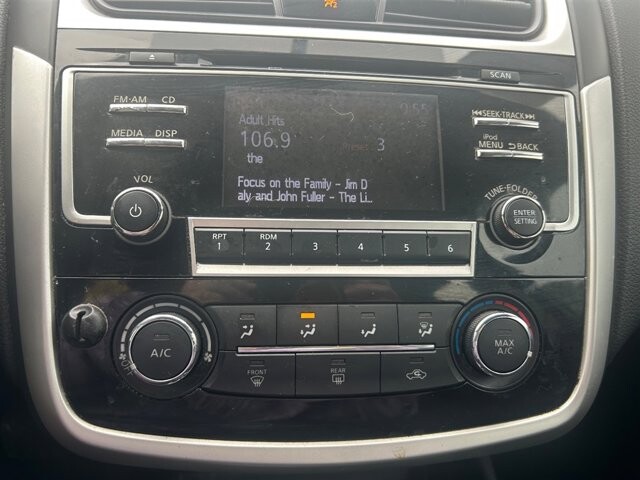 SCAN
FM·AM CD
MEDIA DISP
VOL
Adult Hits
106.9
Preset 3
the
Focus on the Family - Jim D
aly and John Fuller - The Li...
SEEK·TRACK
iPod
MENU BACK
TUNE·FOLDER
ENTER
SETTING
RPT
1
RDM
2
3
4
5
6
A/C
FRONT
REAR
MAX
A/C